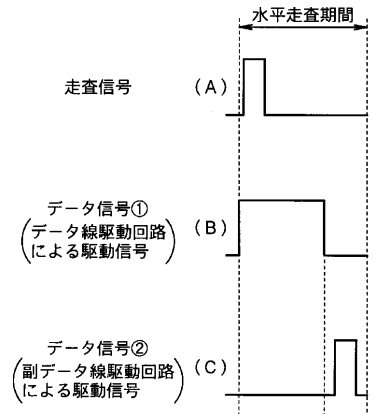 水平走査期間
走査信号 (A)
データ信号①
(データ線駆動回路
による駆動信号) (B)
データ信号②
(副データ線駆動回路
による駆動信号) (C)